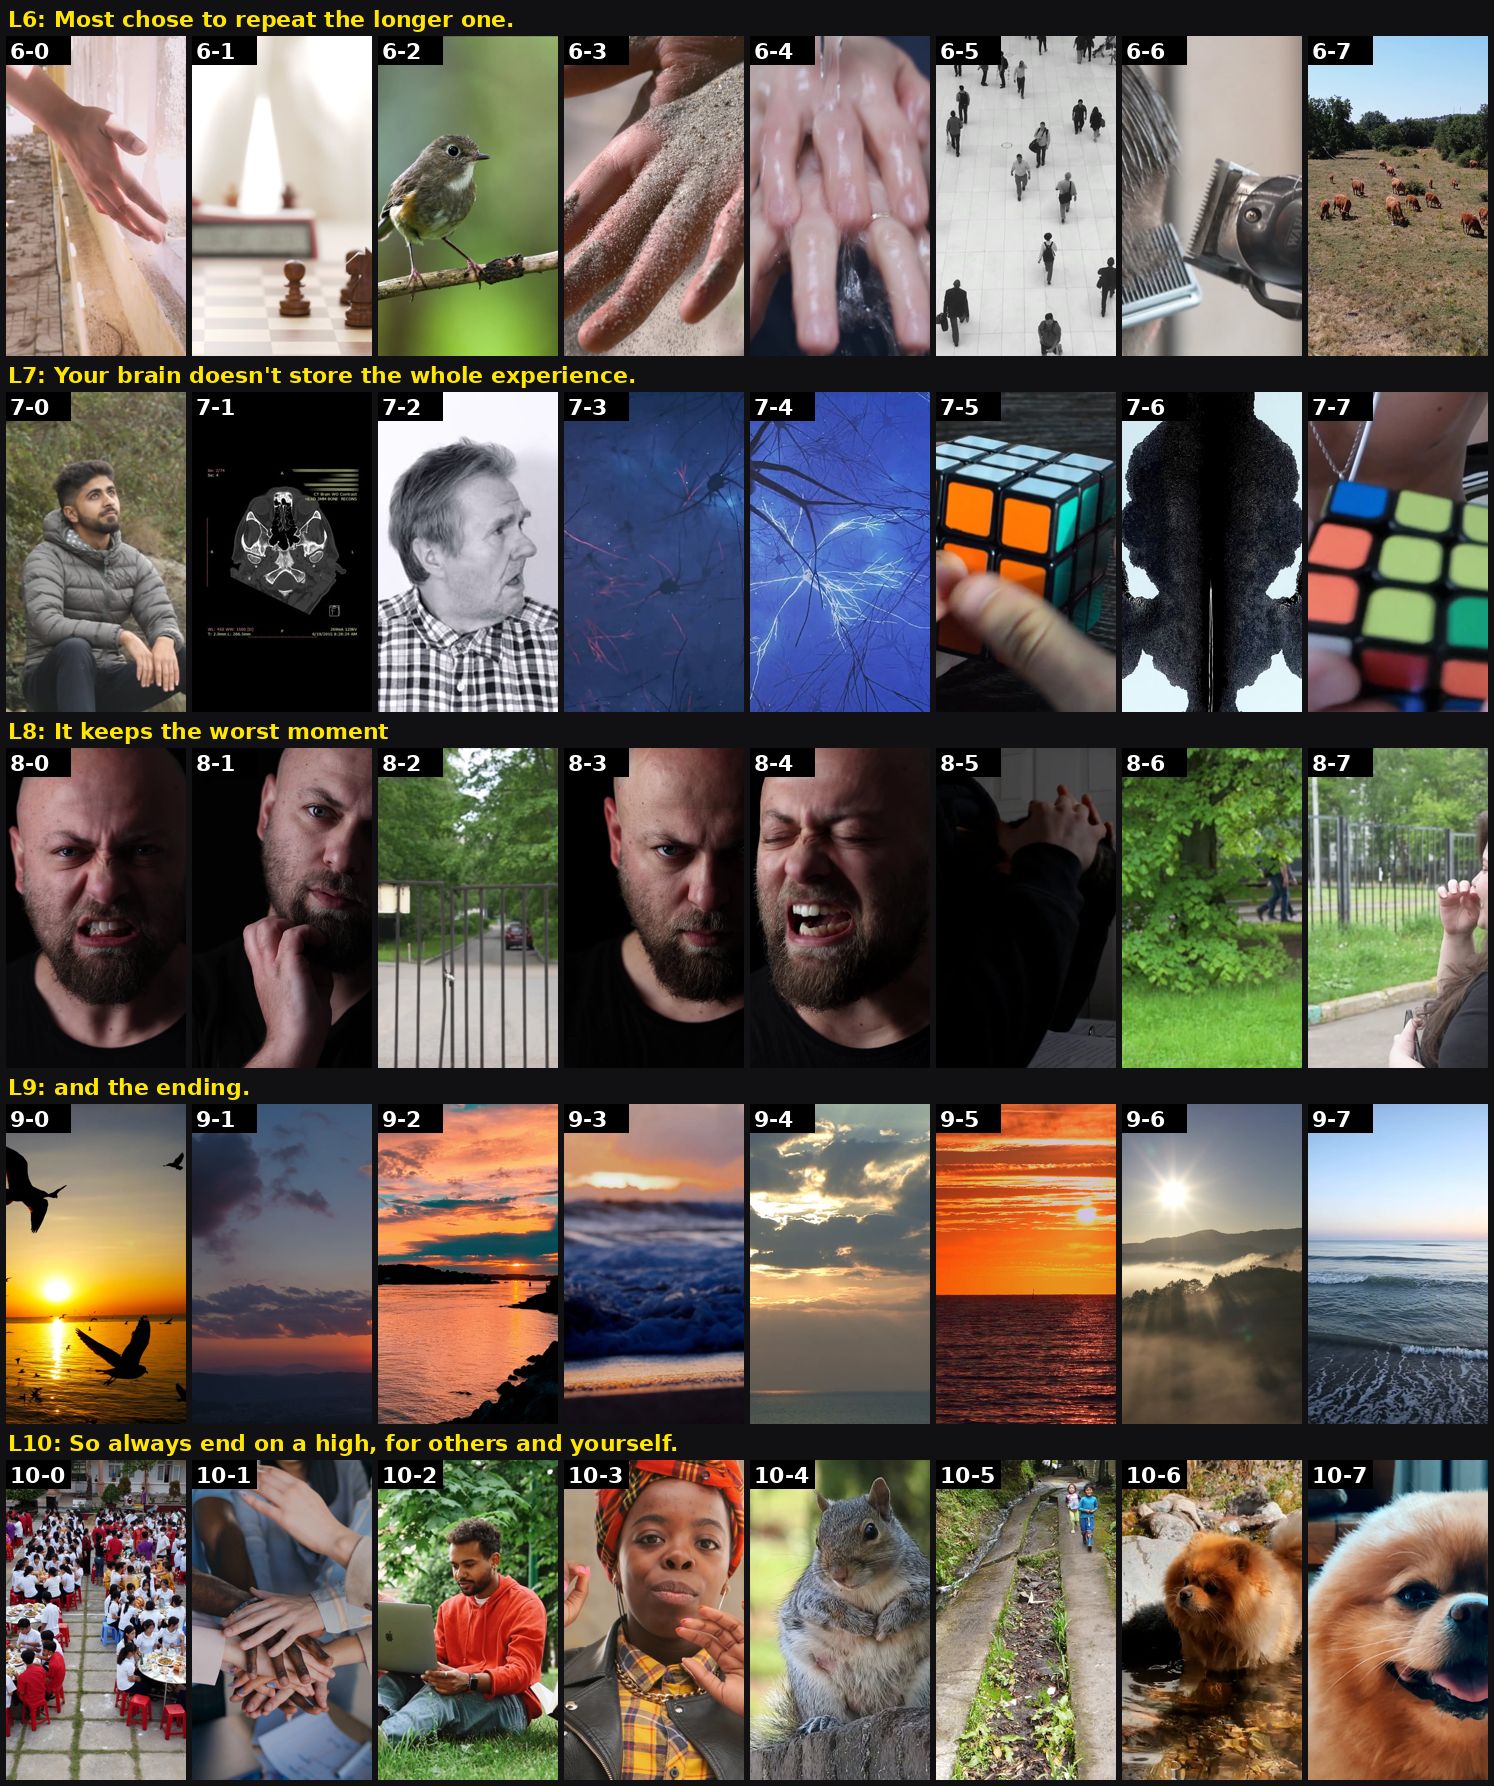 L6: Most chose to repeat the longer one.
6-0 6-1 6-2 6-3 6-4 6-5 6-6 6-7
L7: Your brain doesn't store the whole experience.
7-0 7-1 7-2 7-3 7-4 7-5 7-6 7-7
CT Brain WO Contrast
L8: It keeps the worst moment
8-0 8-1 8-2 8-3 8-4 8-5 8-6 8-7
L9: and the ending.
9-0 9-1 9-2 9-3 9-4 9-5 9-6 9-7
L10: So always end on a high, for others and yourself.
10-0 10-1 10-2 10-3 10-4 10-5 10-6 10-7